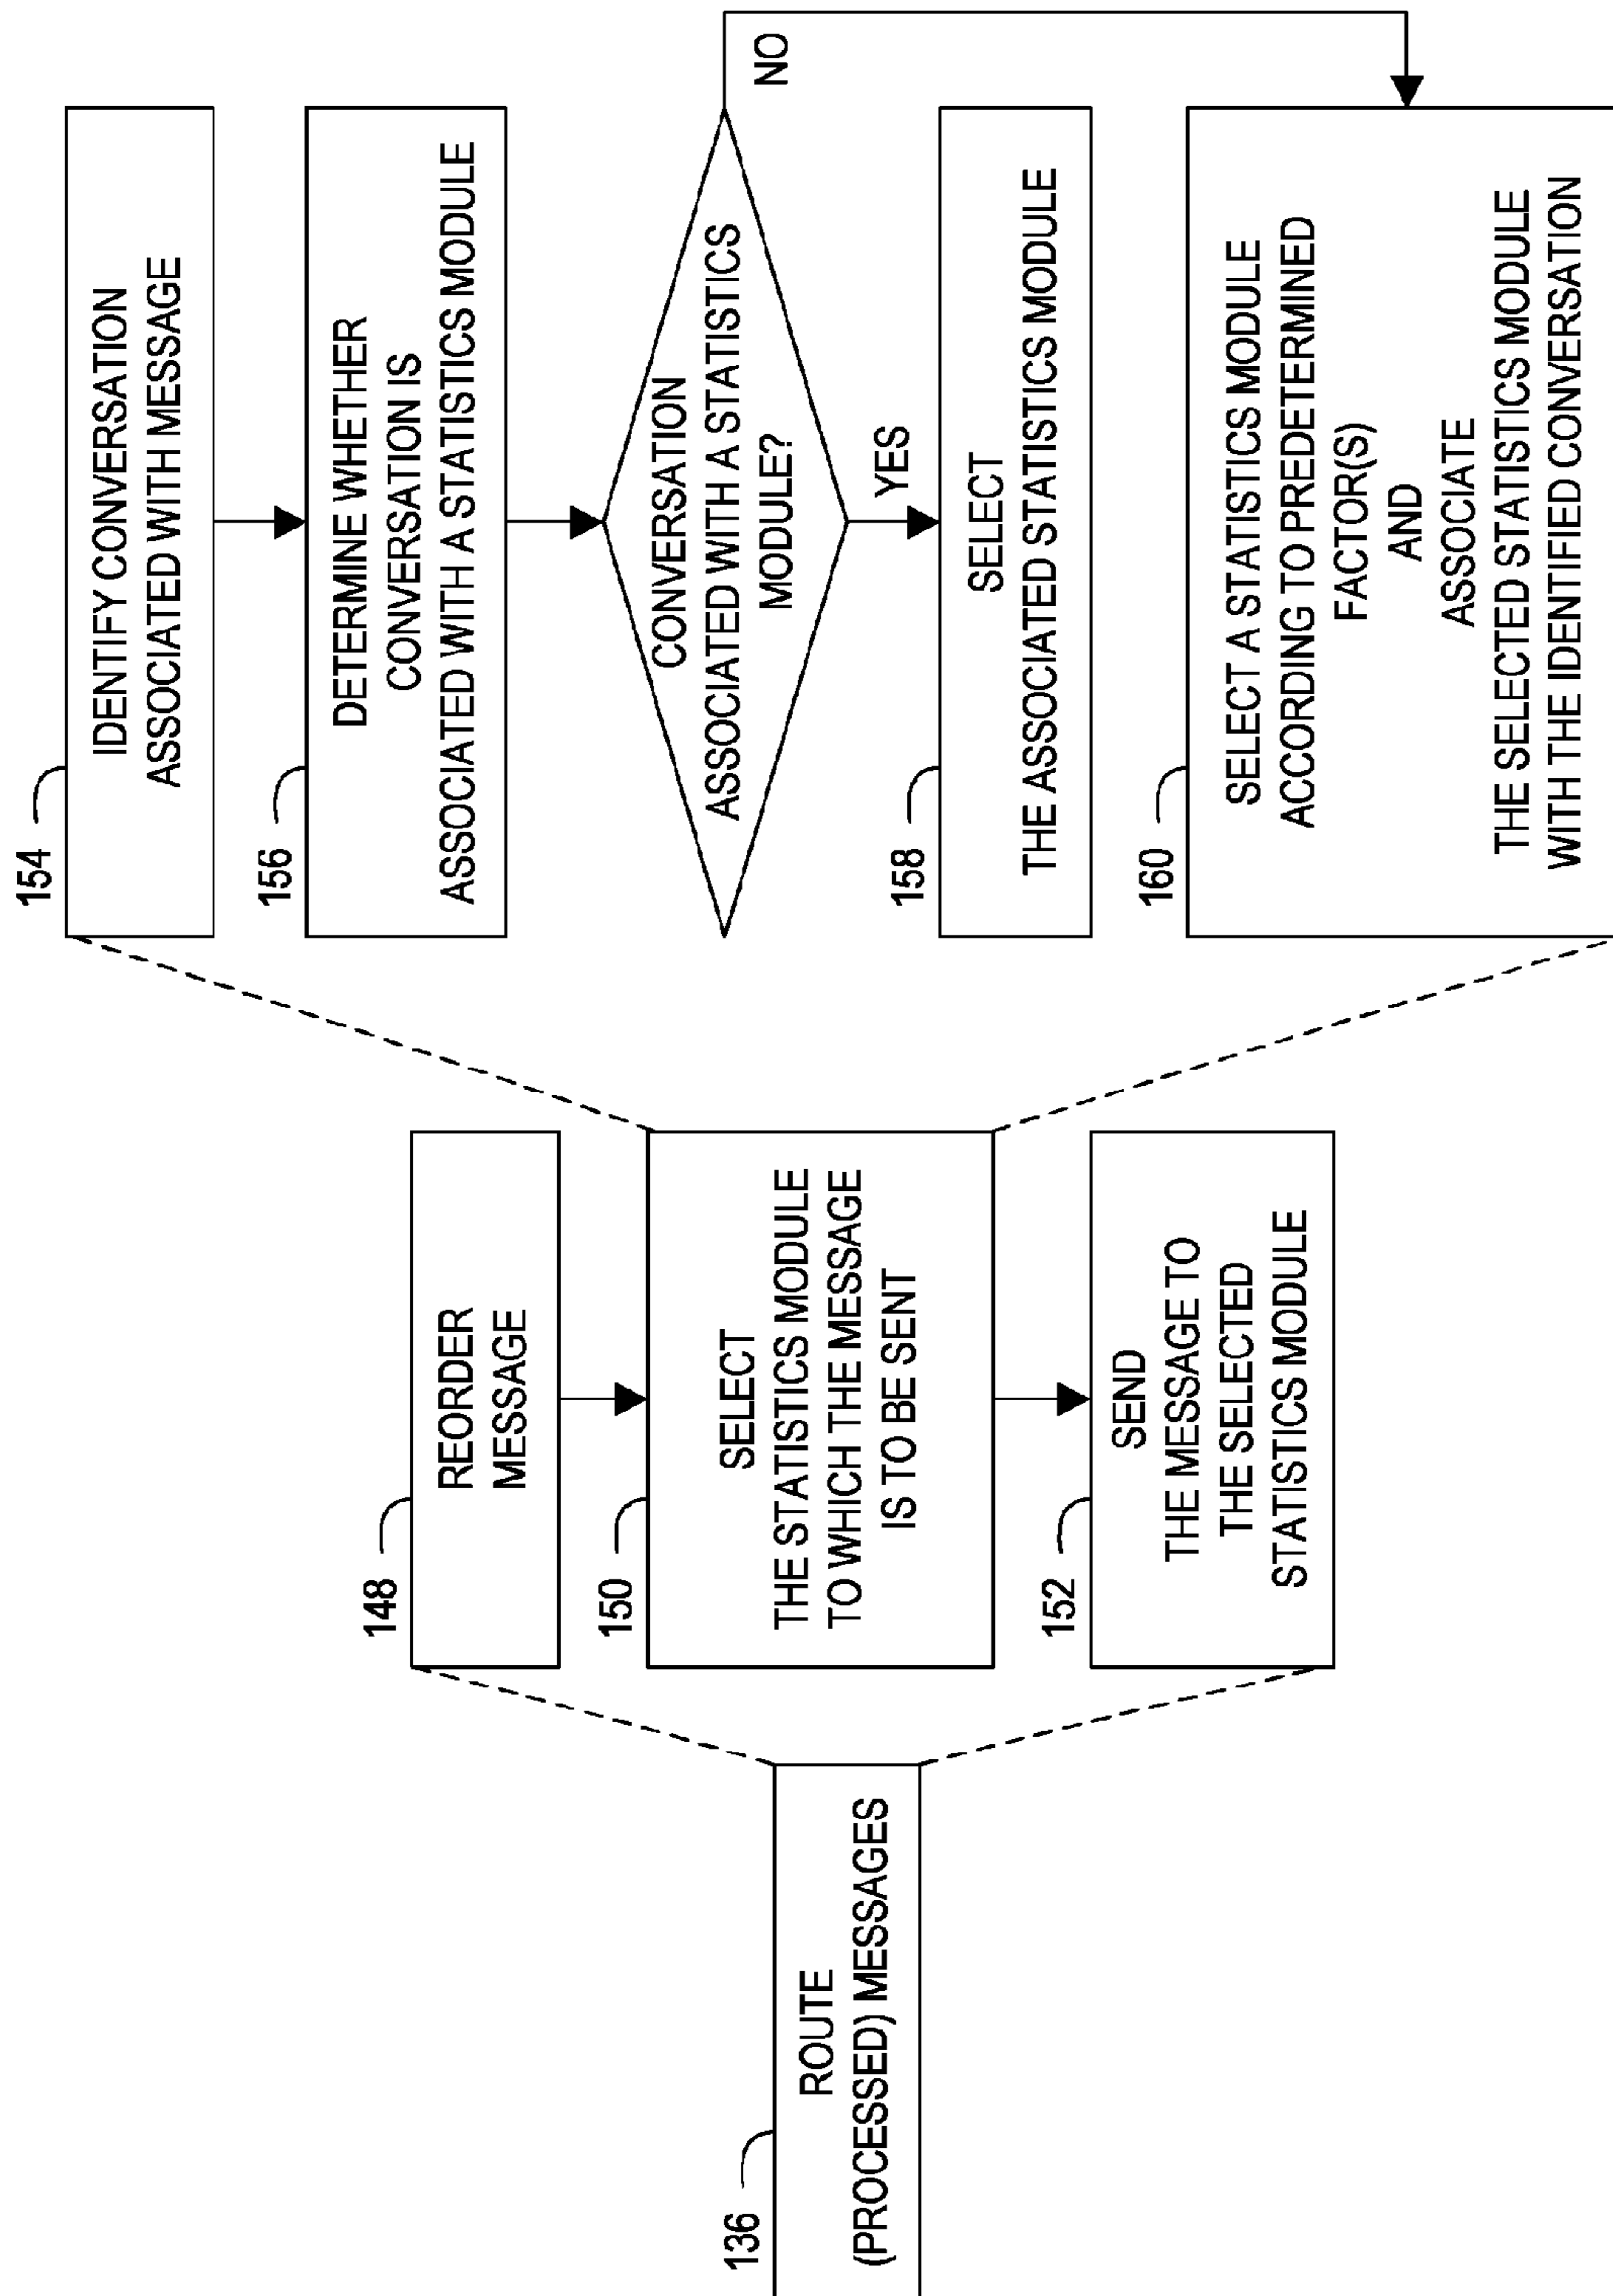 136
ROUTE
(PROCESSED) MESSAGES
148
REORDER
MESSAGE
150
SELECT
THE STATISTICS MODULE
TO WHICH THE MESSAGE
IS TO BE SENT
152
SEND
THE MESSAGE TO
THE SELECTED
STATISTICS MODULE
154
IDENTIFY CONVERSATION
ASSOCIATED WITH MESSAGE
156
DETERMINE WHETHER
CONVERSATION IS
ASSOCIATED WITH A STATISTICS MODULE
CONVERSATION
ASSOCIATED WITH A STATISTICS
MODULE?
NO
YES
158
SELECT
THE ASSOCIATED STATISTICS MODULE
160
SELECT A STATISTICS MODULE
ACCORDING TO PREDETERMINED
FACTOR(S)
AND
ASSOCIATE
THE SELECTED STATISTICS MODULE
WITH THE IDENTIFIED CONVERSATION